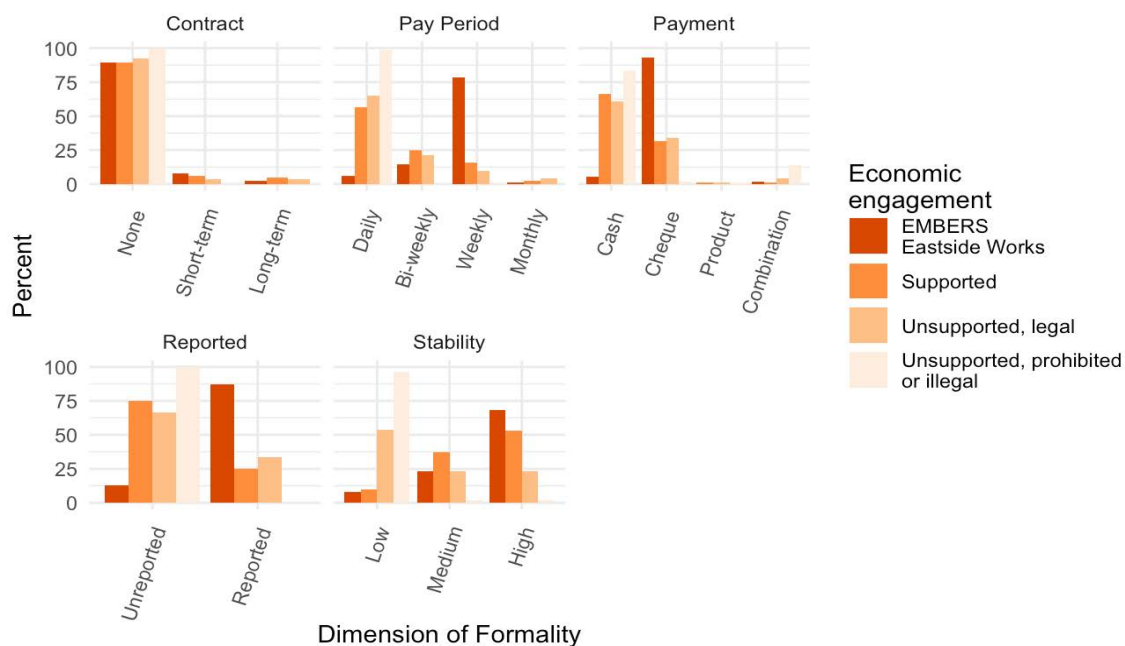 Contract
Pay Period
Payment
100
75
50
25
0
None
Short-term
Long-term
Daily
Bi-weekly
Weekly
Monthly
Cash
Cheque
Product
Combination
Percent
Reported
Stability
100
75
50
25
0
Unreported
Reported
Low
Medium
High
Dimension of Formality
Economic
engagement
EMBERS
Eastside Works
Supported
Unsupported, legal
Unsupported, prohibited
or illegal